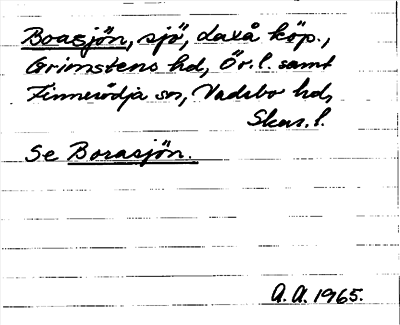 Boasjön, sjö, Laxå köp.,
Grimstens hd, Ör. l. samt
Finnerödja sn, Vadsbo hd,
Skar. l.
Se Borasjön.
A. A. 1965.